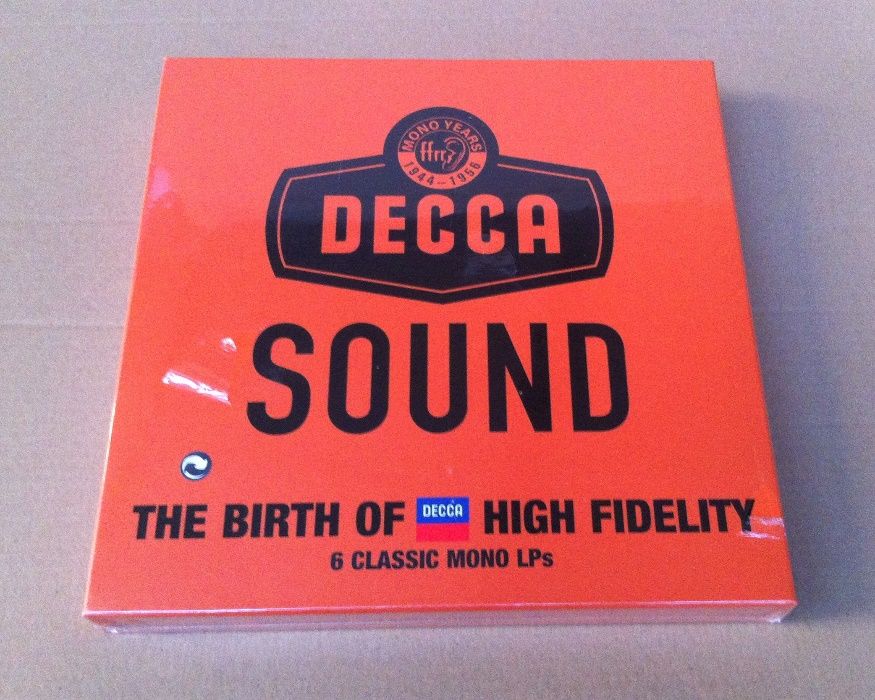 MONO YEARS
ffrr
1944-1956
DECCA
SOUND
THE BIRTH OF DECCA HIGH FIDELITY
6 CLASSIC MONO LPs